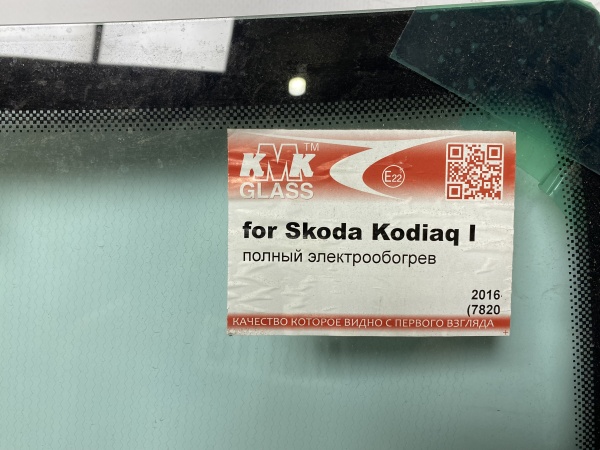 KMK TM
GLASS
E22
for Skoda Kodiaq I
полный электрообогрев
2016
(7820
КАЧЕСТВО КОТОРОЕ ВИДНО С ПЕРВОГО ВЗГЛЯДА